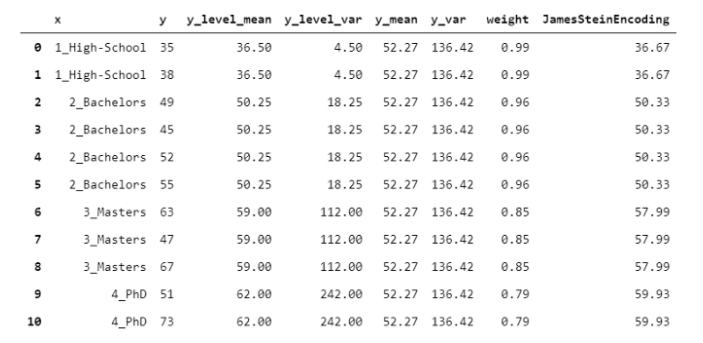 x y y_level_mean y_level_var y_mean y_var weight JamesSteinEncoding
0 1_High-School 35 36.50 4.50 52.27 136.42 0.99 36.67
1 1_High-School 38 36.50 4.50 52.27 136.42 0.99 36.67
2 2_Bachelors 49 50.25 18.25 52.27 136.42 0.96 50.33
3 2_Bachelors 45 50.25 18.25 52.27 136.42 0.96 50.33
4 2_Bachelors 52 50.25 18.25 52.27 136.42 0.96 50.33
5 2_Bachelors 55 50.25 18.25 52.27 136.42 0.96 50.33
6 3_Masters 63 59.00 112.00 52.27 136.42 0.85 57.99
7 3_Masters 47 59.00 112.00 52.27 136.42 0.85 57.99
8 3_Masters 67 59.00 112.00 52.27 136.42 0.85 57.99
9 4_PhD 51 62.00 242.00 52.27 136.42 0.79 59.93
10 4_PhD 73 62.00 242.00 52.27 136.42 0.79 59.93